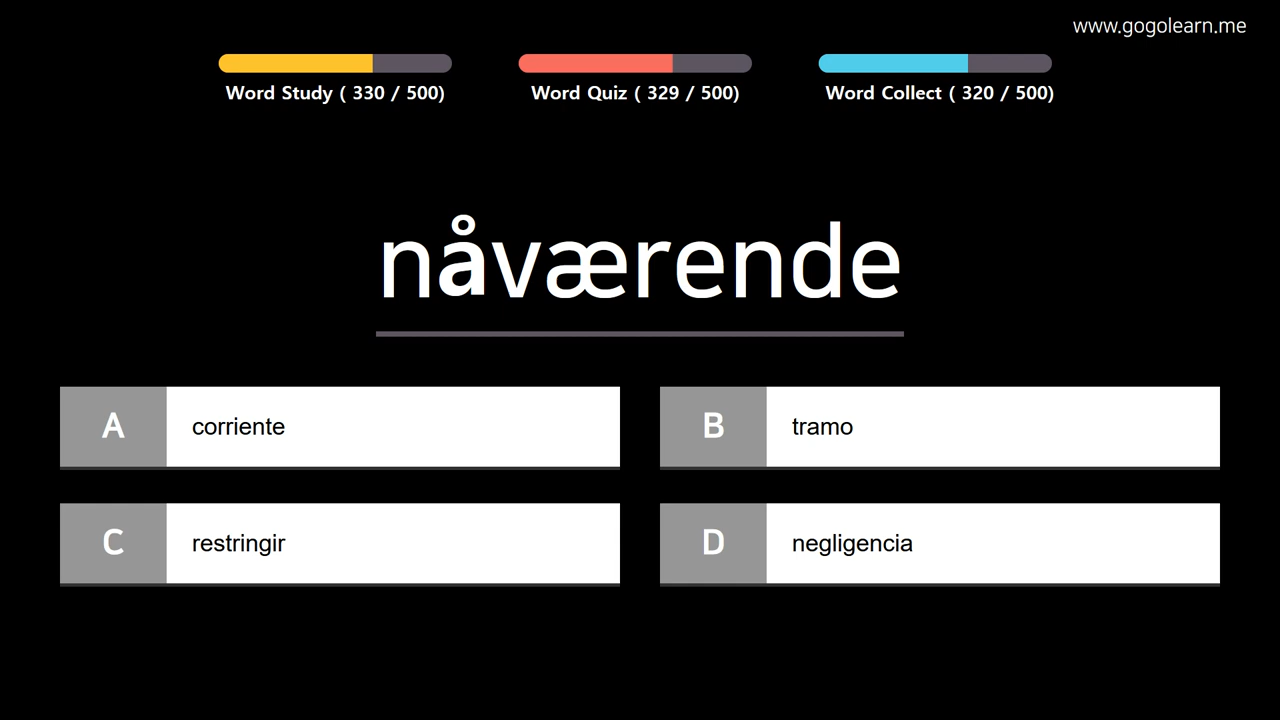 www.gogolearn.me
Word Study ( 330 / 500)
Word Quiz ( 329 / 500)
Word Collect ( 320 / 500)
nåværende
A corriente
B tramo
C restringir
D negligencia